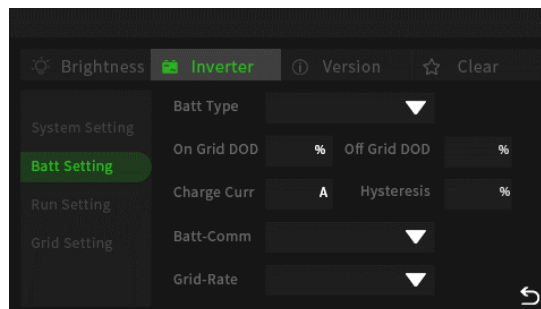 Brightness Inverter Version Clear
Batt Type
System Setting
On Grid DOD % Off Grid DOD %
Batt Setting
Charge Curr A Hysteresis %
Run Setting
Batt-Comm
Grid Setting
Grid-Rate